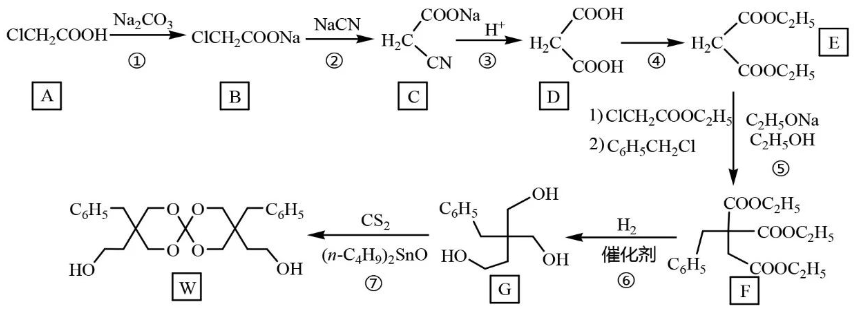 ClCH₂COOH
Na₂CO₃
①
ClCH₂COONa
NaCN
②
COONa
H₂C
CN
H⁺
③
COOH
H₂C
COOH
④
COOC₂H₅
H₂C
COOC₂H₅
A
B
C
D
E
1)ClCH₂COOC₂H₅
2)C₆H₅CH₂Cl
C₂H₅ONa
C₂H₅OH
⑤
C₆H₅
O
O
O
O
C₆H₅
HO
OH
W
CS₂
(n-C₄H₉)₂SnO
⑦
C₆H₅
OH
HO
OH
G
H₂
催化剂
⑥
COOC₂H₅
COOC₂H₅
C₆H₅
COOC₂H₅
F